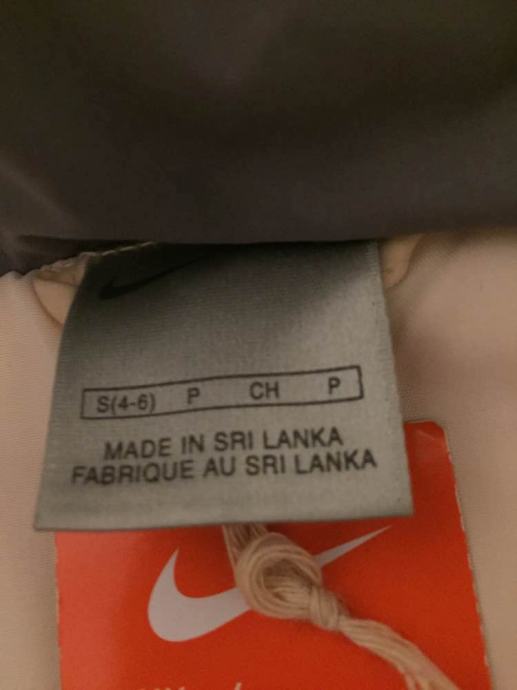 S(4-6) P CH P
MADE IN SRI LANKA
FABRIQUE AU SRI LANKA